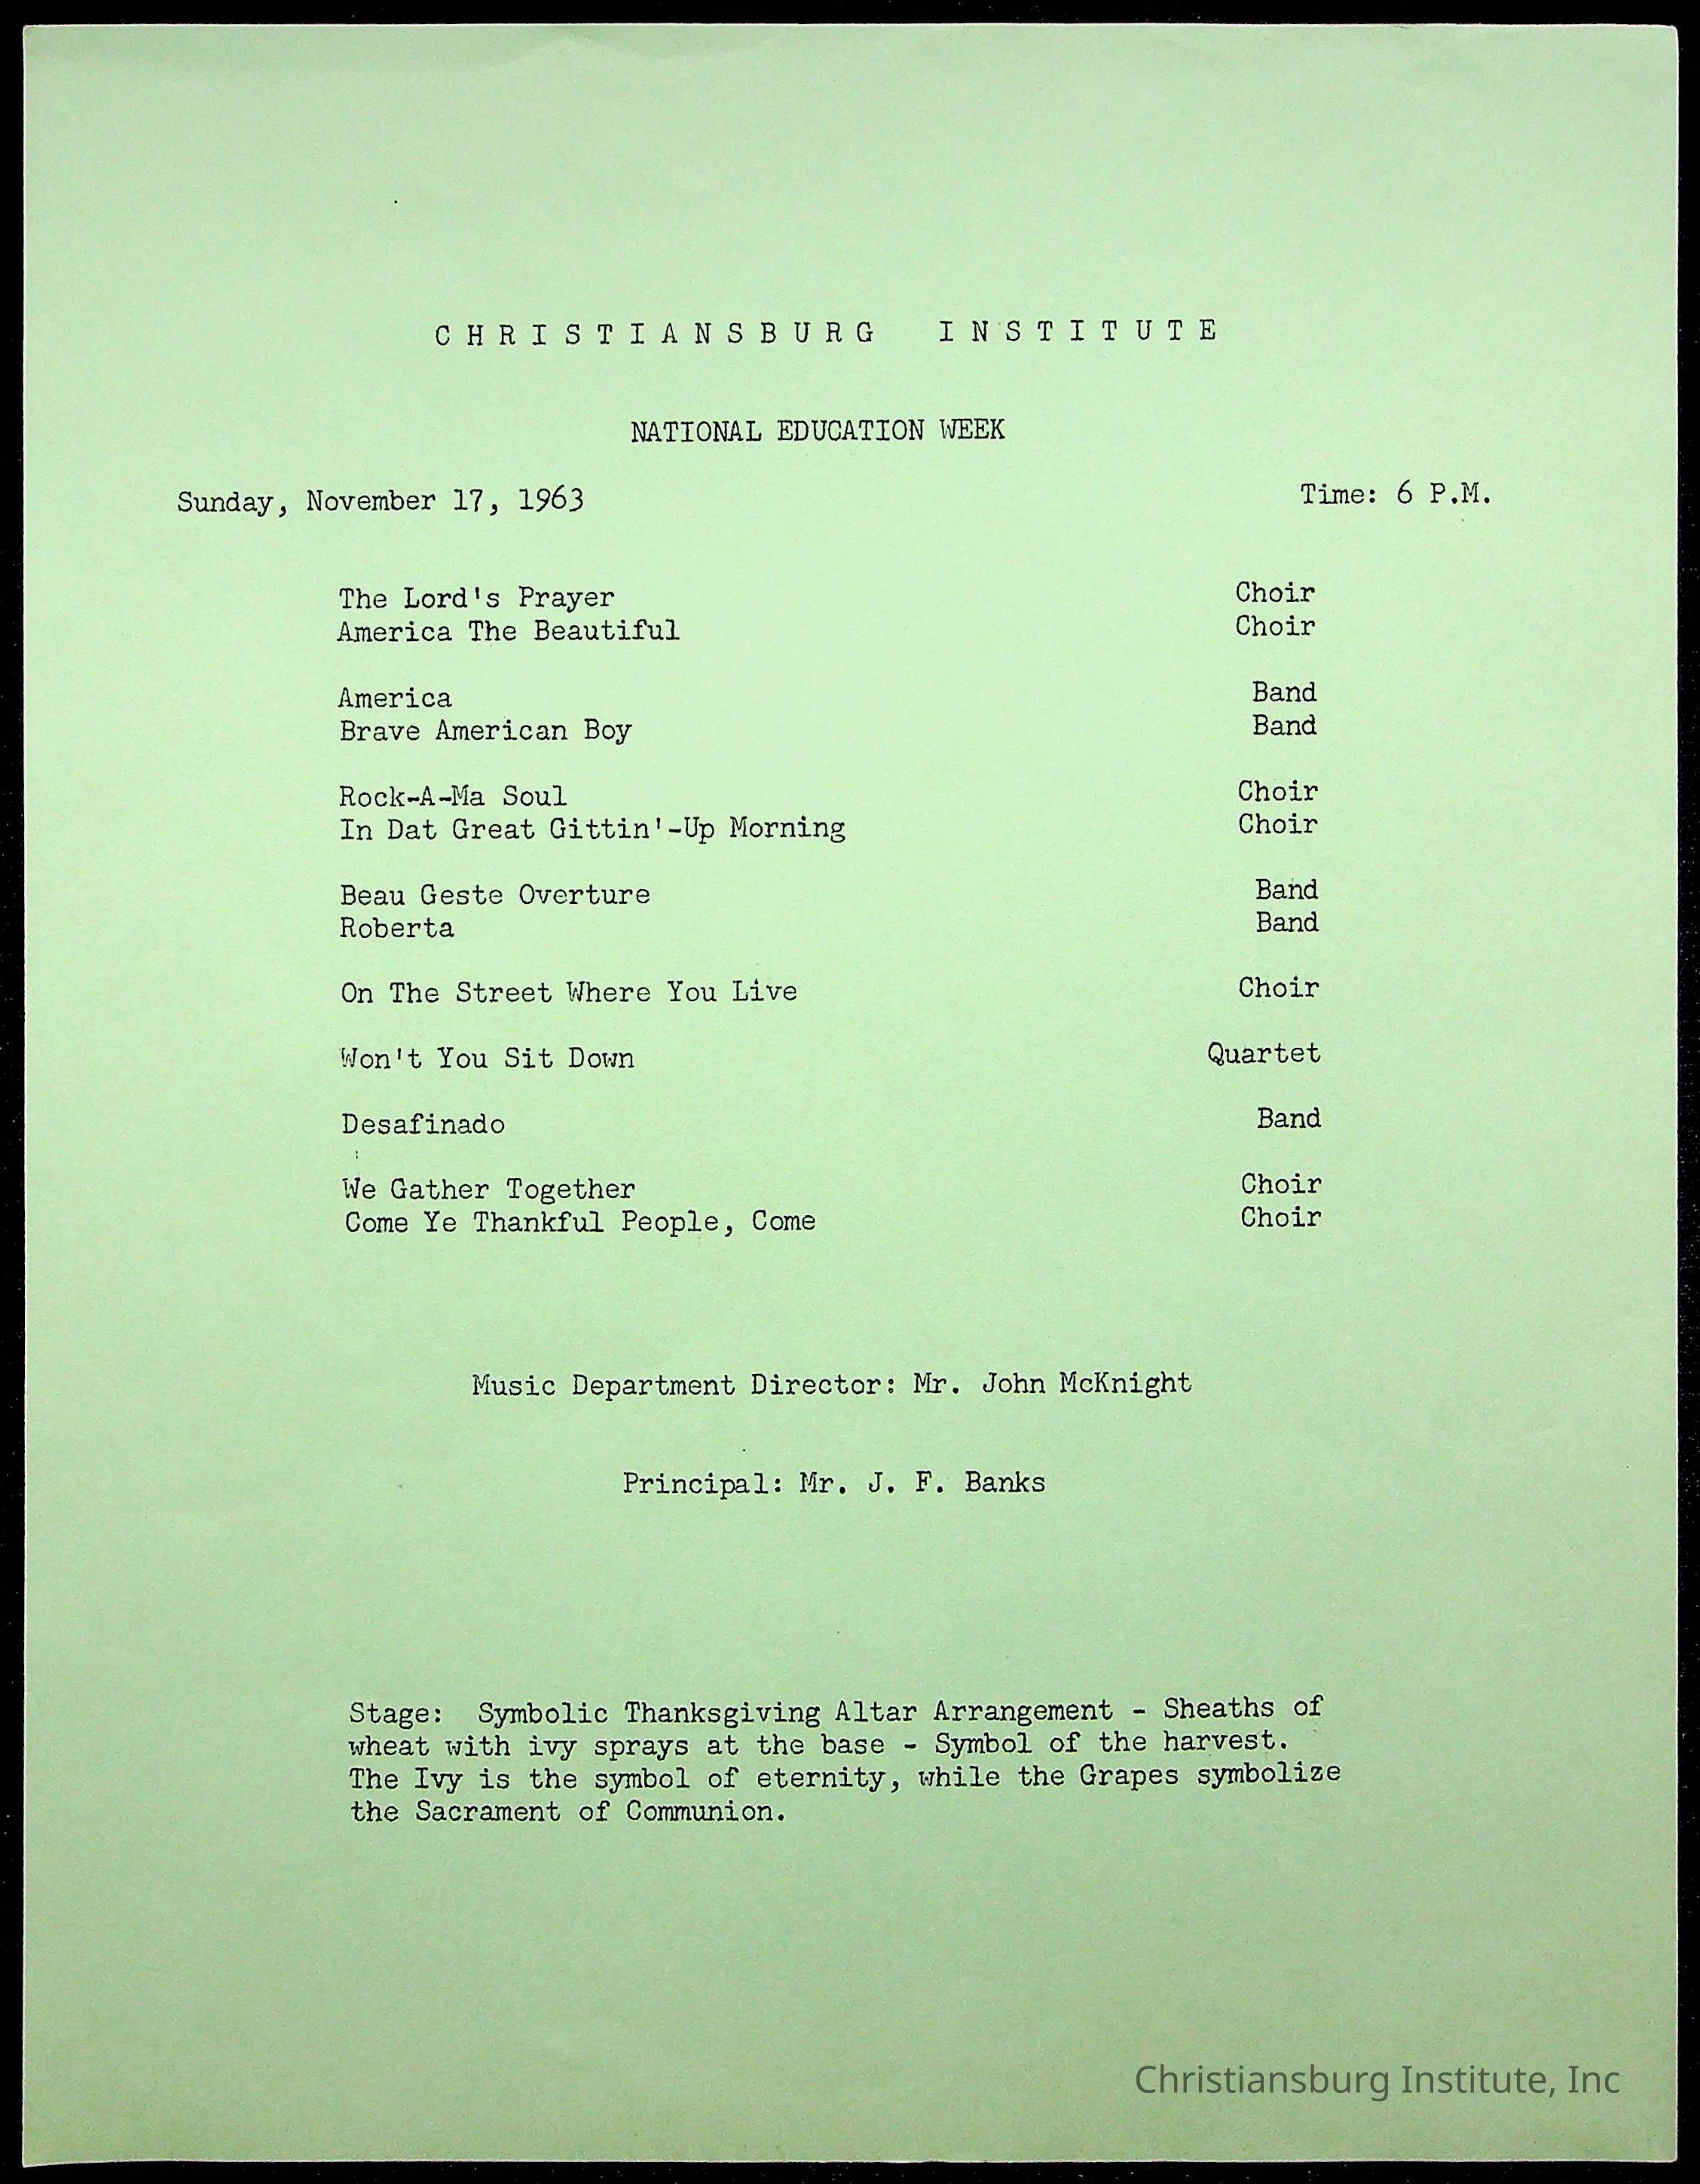 CHRISTIANSBURG INSTITUTE
NATIONAL EDUCATION WEEK
Sunday, November 17, 1963 Time: 6 P.M.
The Lord's Prayer Choir
America The Beautiful Choir
America Band
Brave American Boy Band
Rock-A-Ma Soul Choir
In Dat Great Gittin'-Up Morning Choir
Beau Geste Overture Band
Roberta Band
On The Street Where You Live Choir
Won't You Sit Down Quartet
Desafinado Band
We Gather Together Choir
Come Ye Thankful People, Come Choir
Music Department Director: Mr. John McKnight
Principal: Mr. J. F. Banks
Stage: Symbolic Thanksgiving Altar Arrangement - Sheaths of
wheat with ivy sprays at the base - Symbol of the harvest.
The Ivy is the symbol of eternity, while the Grapes symbolize
the Sacrament of Communion.
Christiansburg Institute, Inc